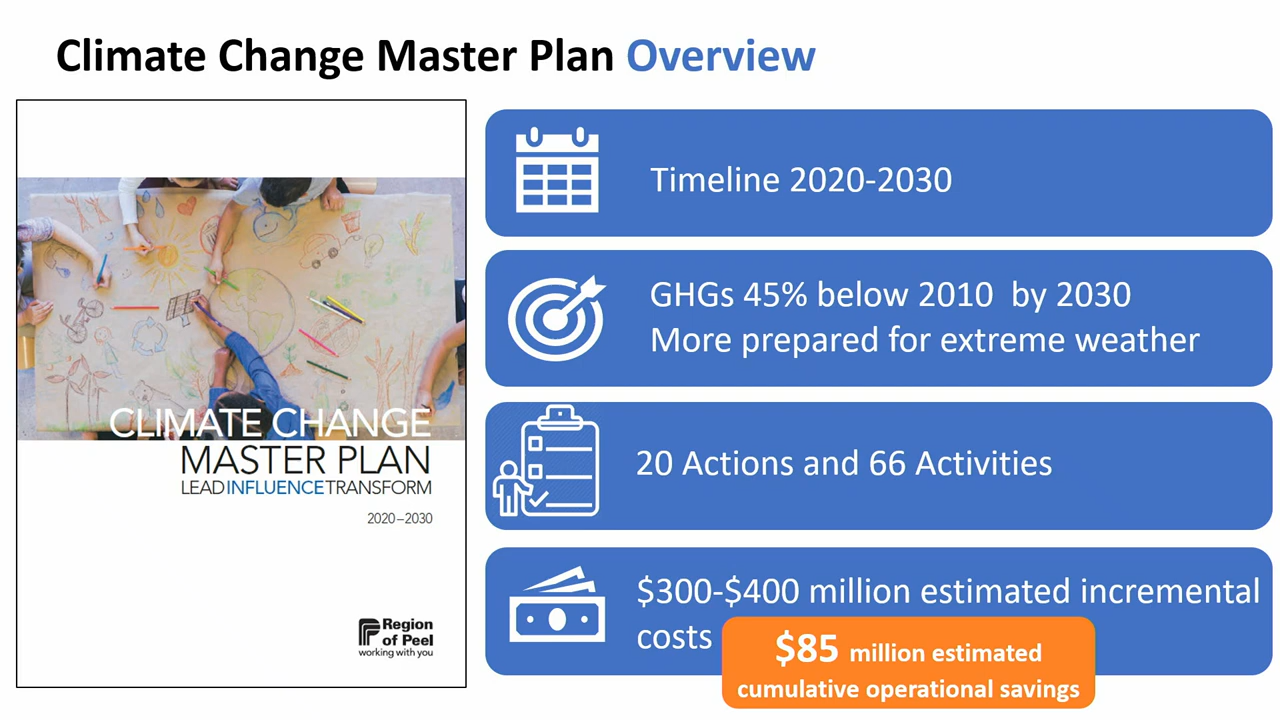 Climate Change Master Plan Overview
CLIMATE CHANGE
MASTER PLAN
LEADINFLUENCETRANSFORM
2020–2030
Region
of Peel
working with you
Timeline 2020-2030
GHGs 45% below 2010  by 2030
More prepared for extreme weather
20 Actions and 66 Activities
$300-$400 million estimated incremental
costs
$85 million estimated
cumulative operational savings